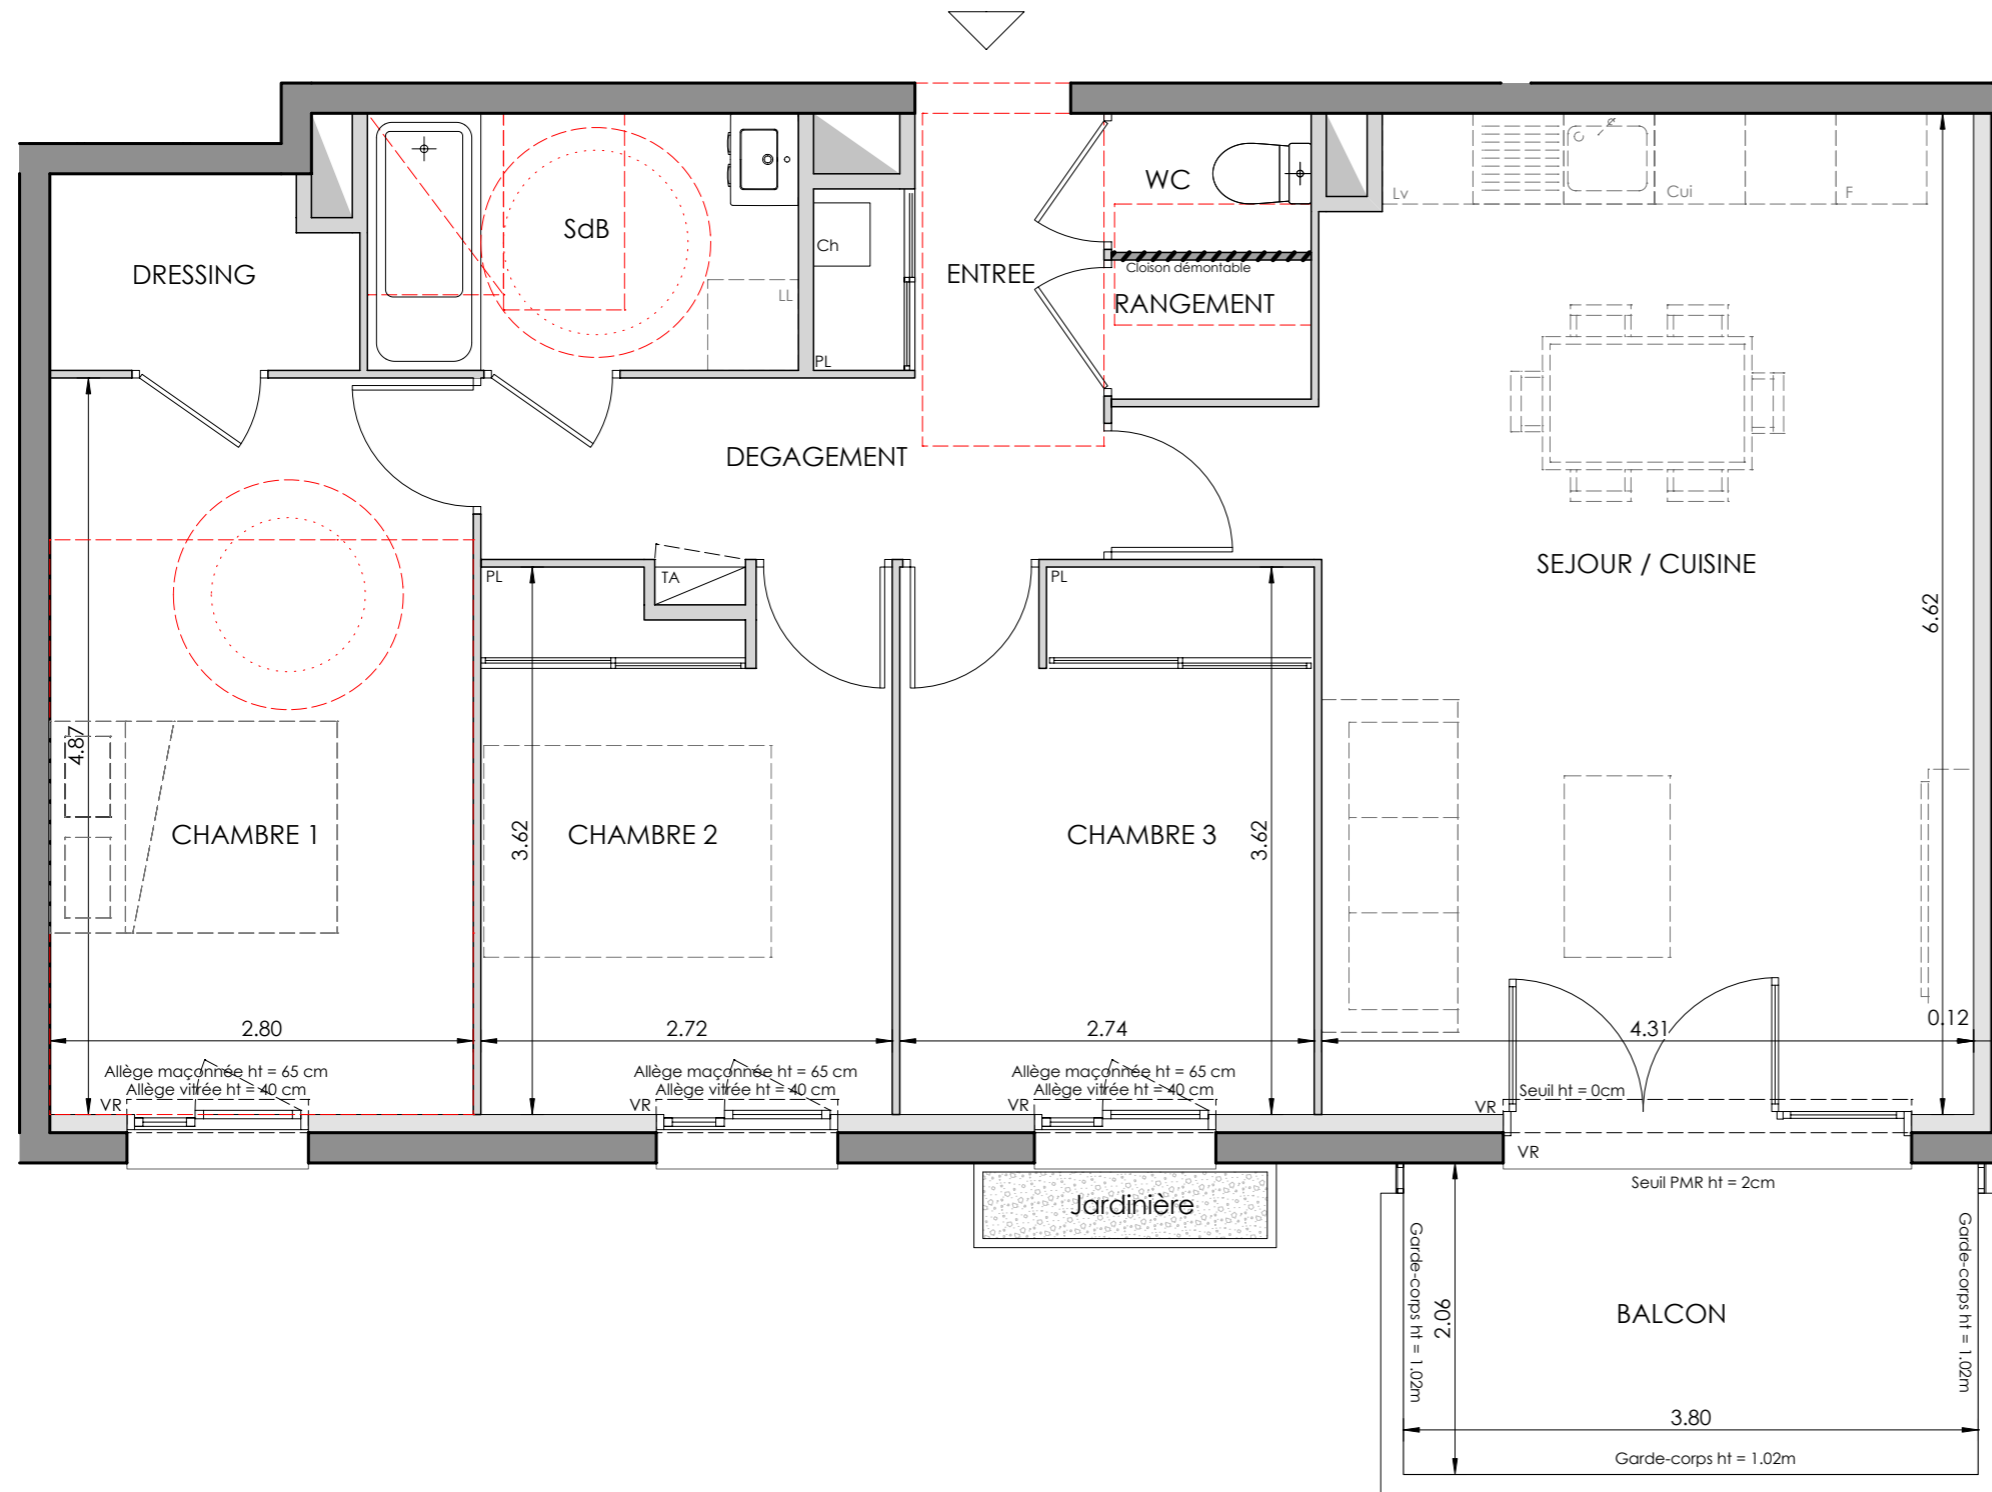 WC
Lv
Cui
F
SdB
Ch
DRESSING
ENTREE
Cloison démontable
LL
RANGEMENT
PL
DEGAGEMENT
SEJOUR / CUISINE
PL
TA
PL
6.62
4.87
CHAMBRE 1
3.62
CHAMBRE 2
CHAMBRE 3
3.62
2.80
2.72
2.74
4.31
0.12
Allège maçonnée ht = 65 cm
Allège vitrée ht = 40 cm
VR
Allège maçonnée ht = 65 cm
Allège vitrée ht = 40 cm
VR
Allège maçonnée ht = 65 cm
Allège vitrée ht = 40 cm
VR
Seuil ht = 0cm
VR
VR
Seuil PMR ht = 2cm
Jardinière
Garde-corps ht = 1.02m
2.06
BALCON
Garde-corps ht = 1.02m
3.80
Garde-corps ht = 1.02m